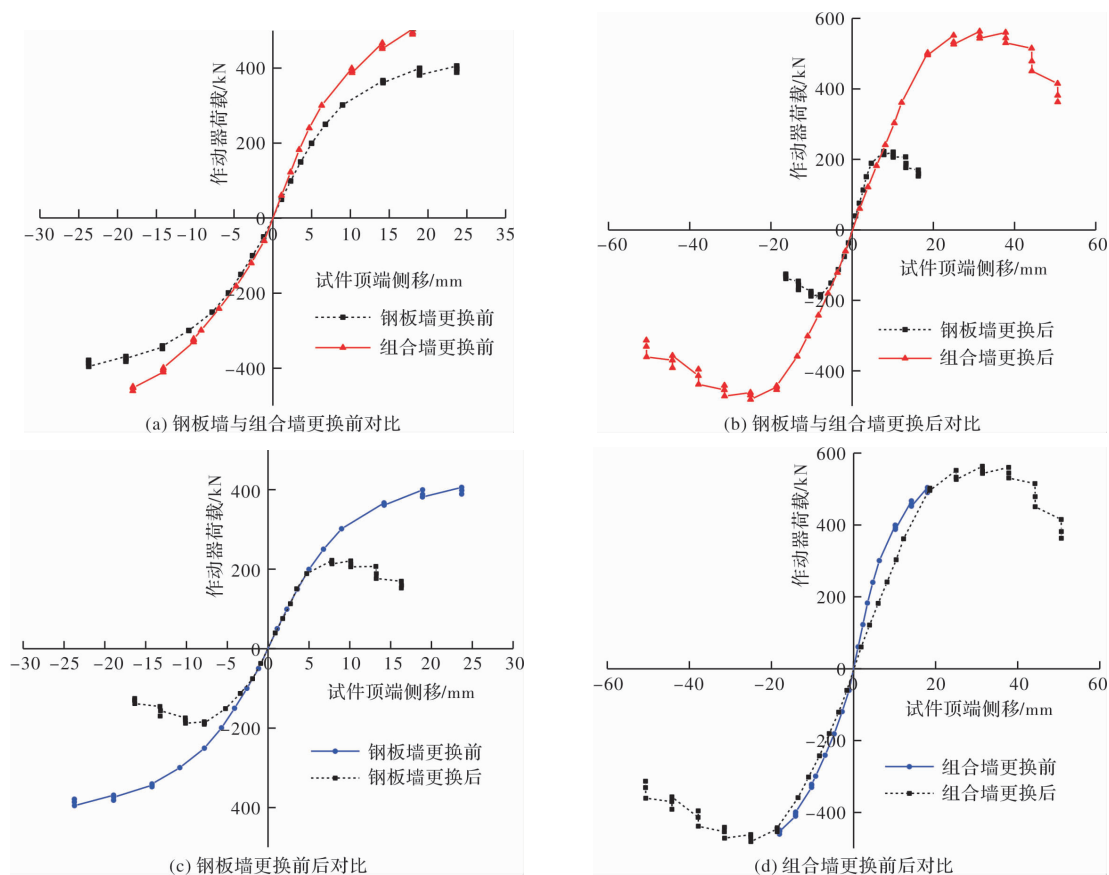 作动器荷载/kN
400
200
0
-200
-400
-30 -25 -20 -15 -10 -5 0 5 10 15 20 25 30 35
试件顶端侧移/mm
钢板墙更换前
组合墙更换前
(a) 钢板墙与组合墙更换前对比
作动器荷载/kN
600
400
200
0
-200
-400
-60 -40 -20 0 20 40 60
试件顶端侧移/mm
钢板墙更换后
组合墙更换后
(b) 钢板墙与组合墙更换后对比
作动器荷载/kN
400
200
0
-200
400
-30 -25 -20 -15 -10 -5 0 5 10 15 20 25 30
试件顶端侧移/mm
钢板墙更换前
钢板墙更换后
(c) 钢板墙更换前后对比
作动器荷载/kN
600
400
200
0
-200
-400
-60 -40 -20 0 20 40 60
试件顶端侧移/mm
组合墙更换前
组合墙更换后
(d) 组合墙更换前后对比